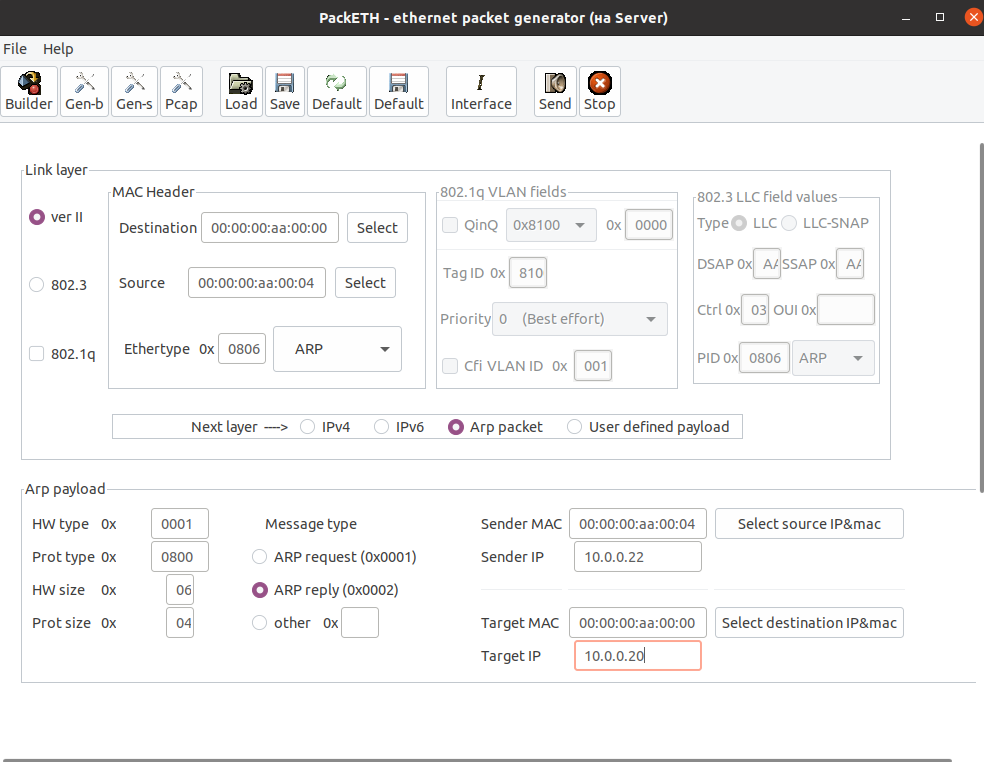 PackETH - ethernet packet generator (на Server)
File Help
Builder Gen-b Gen-s Pcap Load Save Default Default Interface Send Stop
Link layer
MAC Header 802.1q VLAN fields 802.3 LLC field values
ver II Destination 00:00:00:aa:00:00 Select QinQ 0x8100 0x 0000 Type LLC LLC-SNAP
802.3 Source 00:00:00:aa:00:04 Select Tag ID 0x 810 DSAP 0x AA SSAP 0x AA
Priority 0 (Best effort) Ctrl 0x 03 OUI 0x
802.1q Ethertype 0x 0806 ARP Cfi VLAN ID 0x 001 PID 0x 0806 ARP
Next layer ----> IPv4 IPv6 Arp packet User defined payload
Arp payload
HW type 0x 0001 Message type Sender MAC 00:00:00:aa:00:04 Select source IP&mac
Prot type 0x 0800 ARP request (0x0001) Sender IP 10.0.0.22
HW size 0x 06 ARP reply (0x0002)
Prot size 0x 04 other 0x Target MAC 00:00:00:aa:00:00 Select destination IP&mac
Target IP 10.0.0.20